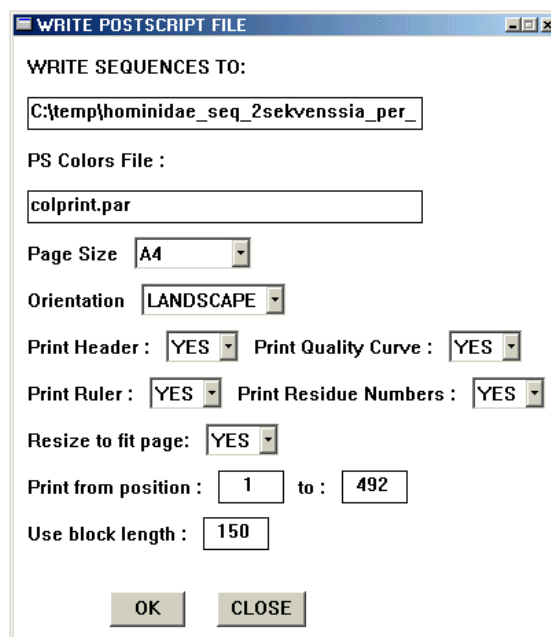 WRITE POSTSCRIPT FILE
WRITE SEQUENCES TO:
C:\temp\hominidae_seq_2sekvenssia_per_
PS Colors File :
colprint.par
Page Size A4
Orientation LANDSCAPE
Print Header : YES Print Quality Curve : YES
Print Ruler : YES Print Residue Numbers : YES
Resize to fit page: YES
Print from position : 1 to : 492
Use block length : 150
OK CLOSE